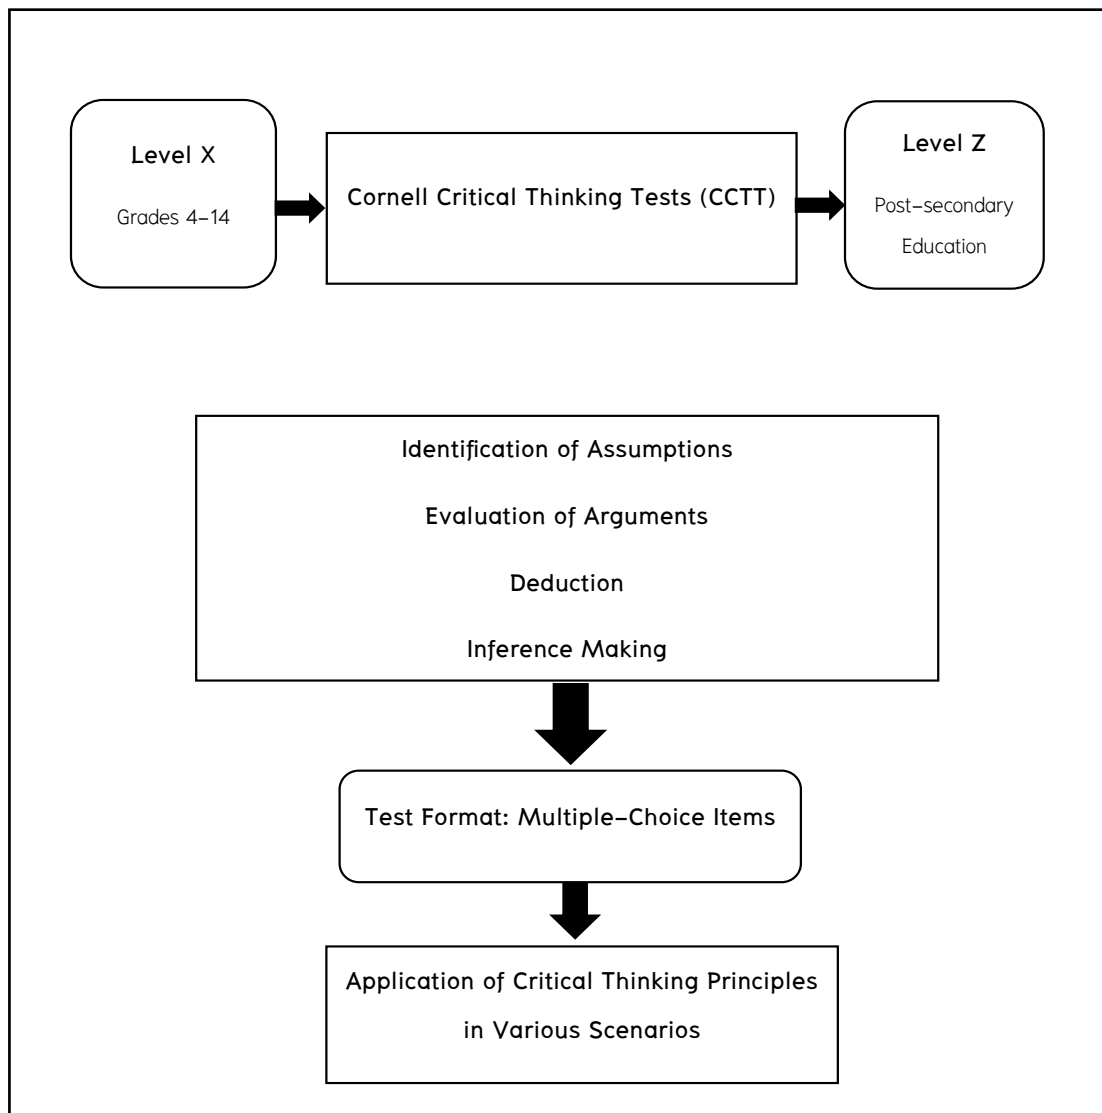 Level X
Grades 4–14
Cornell Critical Thinking Tests (CCTT)
Level Z
Post–secondary
Education
Identification of Assumptions
Evaluation of Arguments
Deduction
Inference Making
Test Format: Multiple–Choice Items
Application of Critical Thinking Principles
in Various Scenarios